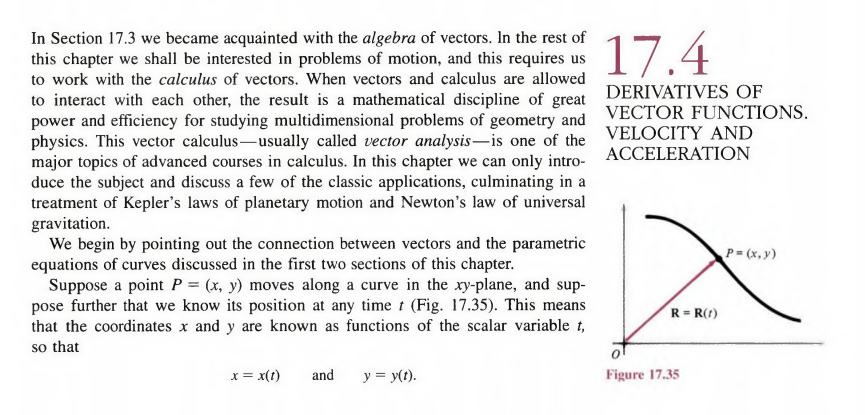 In Section 17.3 we became acquainted with the algebra of vectors. In the rest of
this chapter we shall be interested in problems of motion, and this requires us
to work with the calculus of vectors. When vectors and calculus are allowed
to interact with each other, the result is a mathematical discipline of great
power and efficiency for studying multidimensional problems of geometry and
physics. This vector calculus—usually called vector analysis—is one of the
major topics of advanced courses in calculus. In this chapter we can only intro-
duce the subject and discuss a few of the classic applications, culminating in a
treatment of Kepler's laws of planetary motion and Newton's law of universal
gravitation.
We begin by pointing out the connection between vectors and the parametric
equations of curves discussed in the first two sections of this chapter.
Suppose a point P = (x, y) moves along a curve in the xy-plane, and sup-
pose further that we know its position at any time t (Fig. 17.35). This means
that the coordinates x and y are known as functions of the scalar variable t,
so that
x = x(t) and y = y(t).
17.4
DERIVATIVES OF
VECTOR FUNCTIONS.
VELOCITY AND
ACCELERATION
P = (x, y)
R = R(t)
O
Figure 17.35